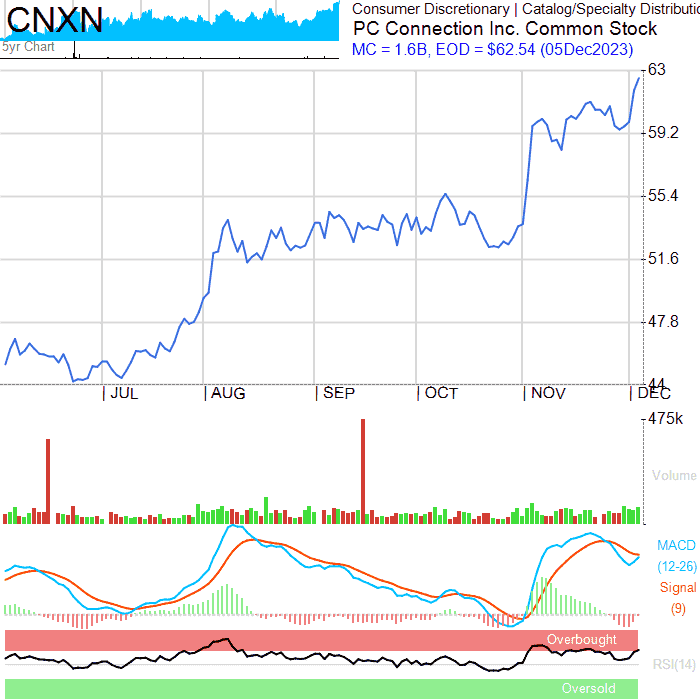 CNXN
5yr Chart
Consumer Discretionary | Catalog/Specialty Distributio
PC Connection Inc. Common Stock
MC = 1.6B, EOD = $62.54 (05Dec2023)
63
59.2
55.4
51.6
47.8
44
| JUL | AUG | SEP | OCT | NOV | DEC
475k
Volume
MACD
(12-26)
Signal
(9)
Overbought
RSI(14)
Oversold